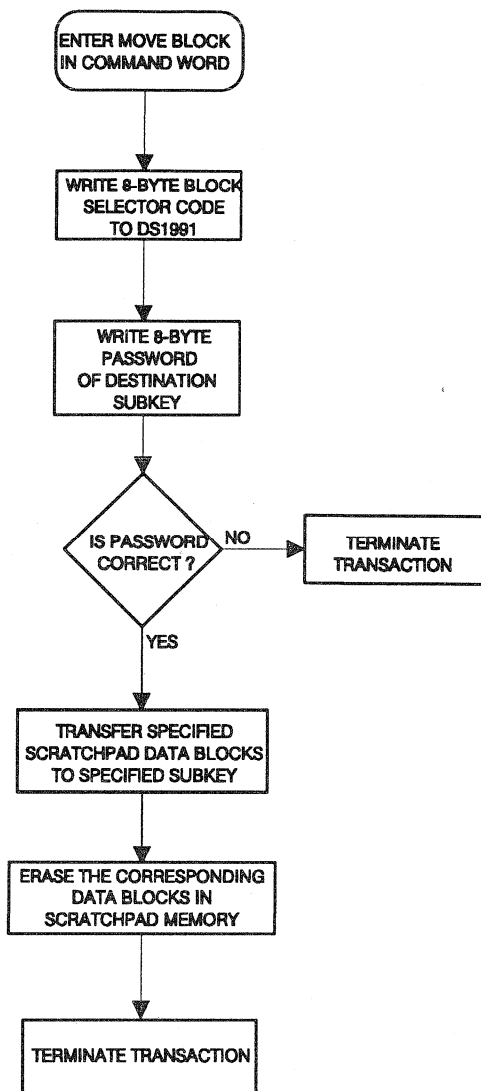 ENTER MOVE BLOCK
IN COMMAND WORD
WRITE 8-BYTE BLOCK
SELECTOR CODE
TO DS1991
WRITE 8-BYTE
PASSWORD
OF DESTINATION
SUBKEY
IS PASSWORD
CORRECT ?
NO
TERMINATE
TRANSACTION
YES
TRANSFER SPECIFIED
SCRATCHPAD DATA BLOCKS
TO SPECIFIED SUBKEY
ERASE THE CORRESPONDING
DATA BLOCKS IN
SCRATCHPAD MEMORY
TERMINATE TRANSACTION